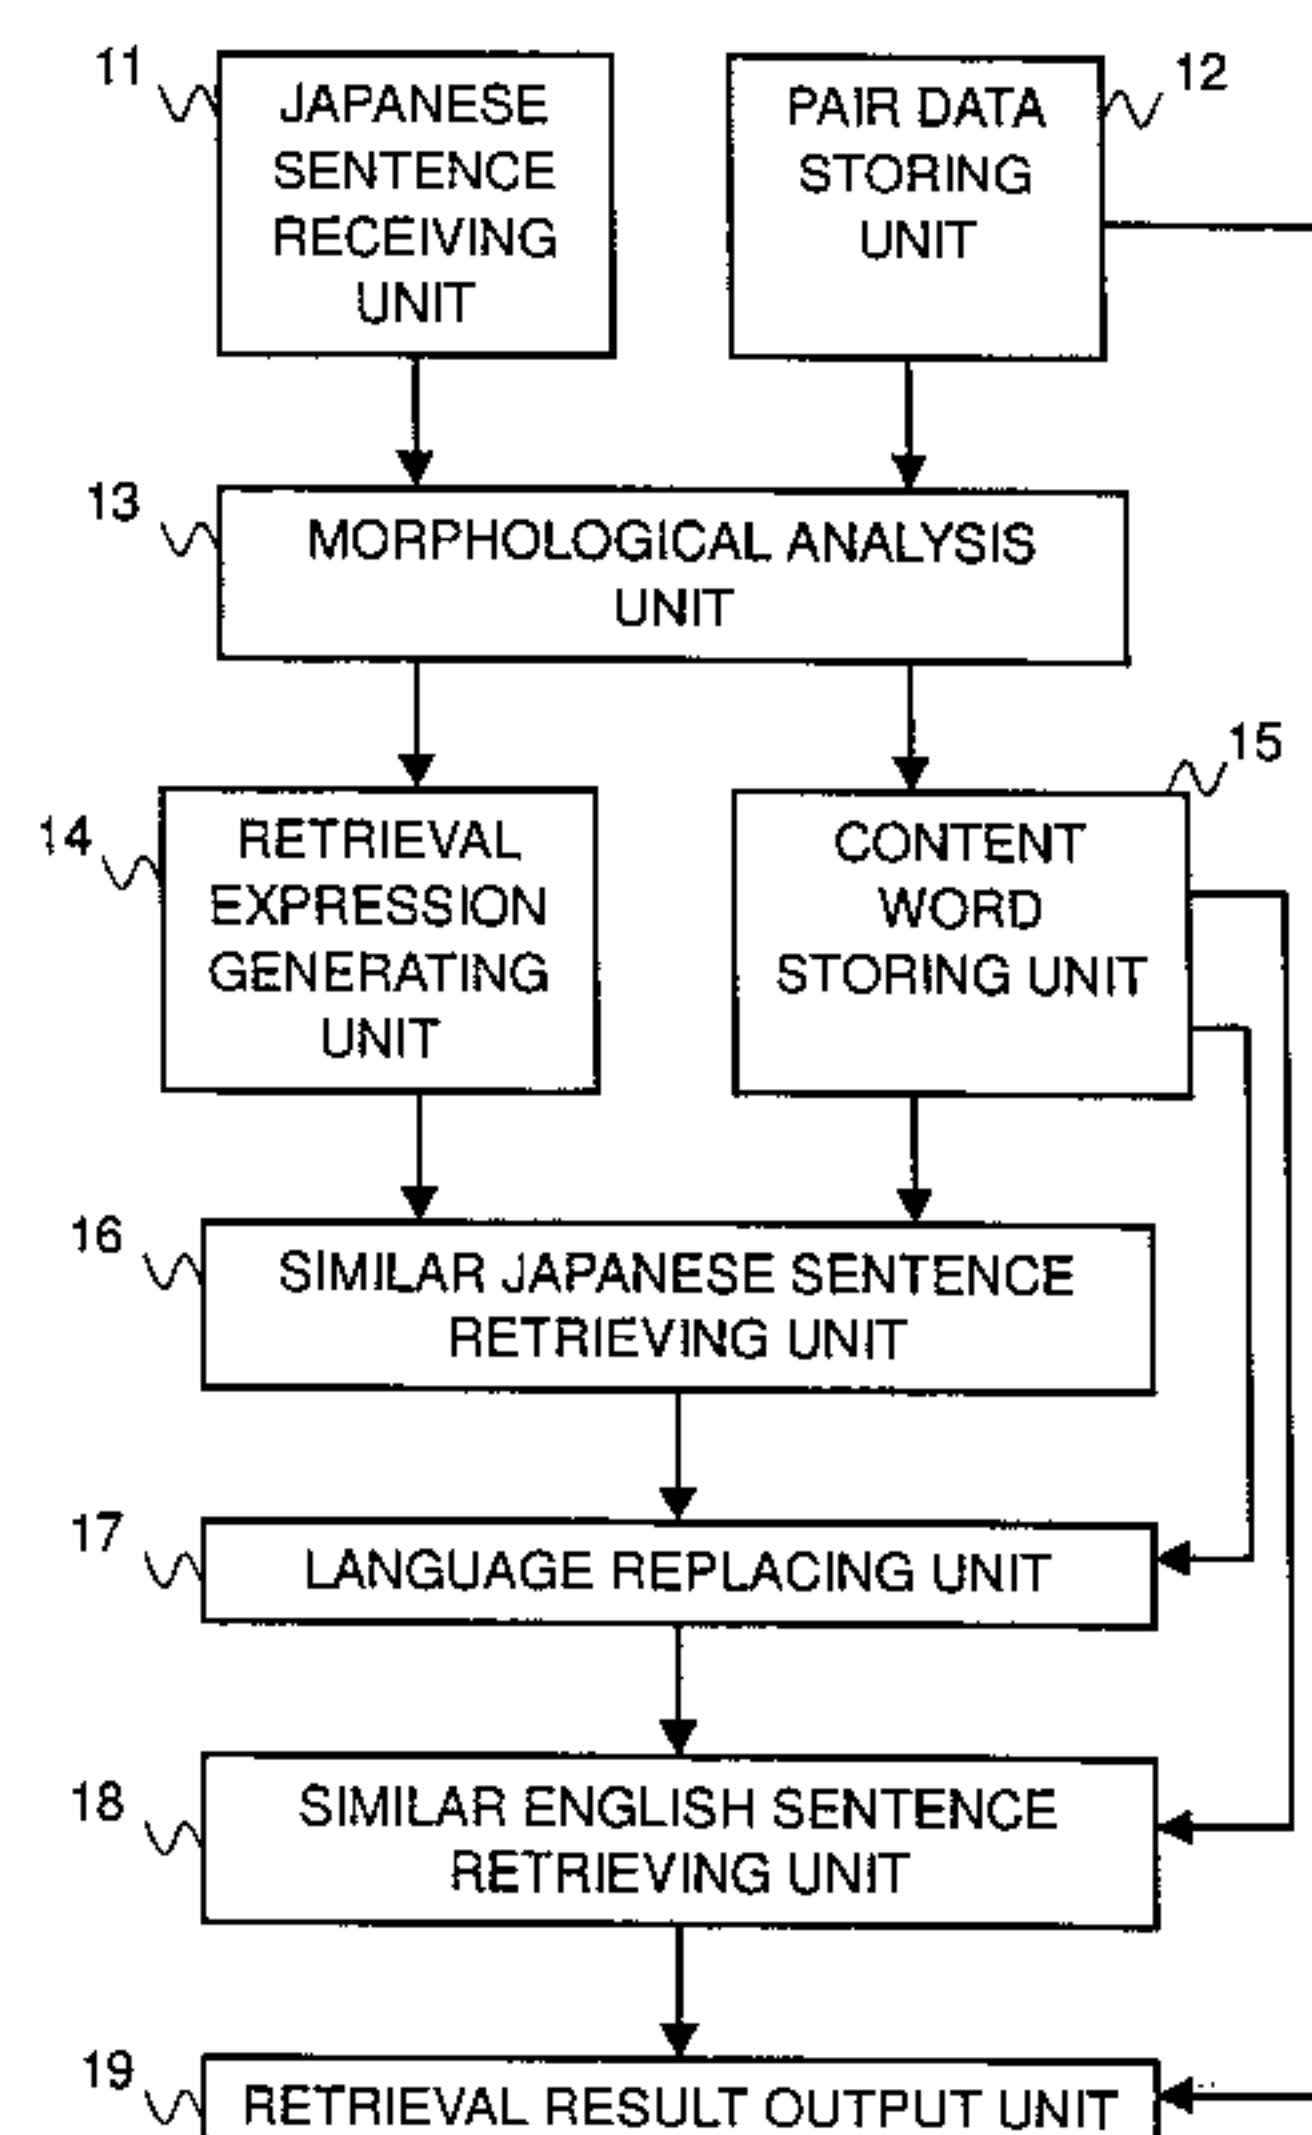 11
JAPANESE
SENTENCE
RECEIVING
UNIT
12
PAIR DATA
STORING
UNIT
13
MORPHOLOGICAL ANALYSIS
UNIT
14
RETRIEVAL
EXPRESSION
GENERATING
UNIT
15
CONTENT
WORD
STORING UNIT
16
SIMILAR JAPANESE SENTENCE
RETRIEVING UNIT
17
LANGUAGE REPLACING UNIT
18
SIMILAR ENGLISH SENTENCE
RETRIEVING UNIT
19
RETRIEVAL RESULT OUTPUT UNIT